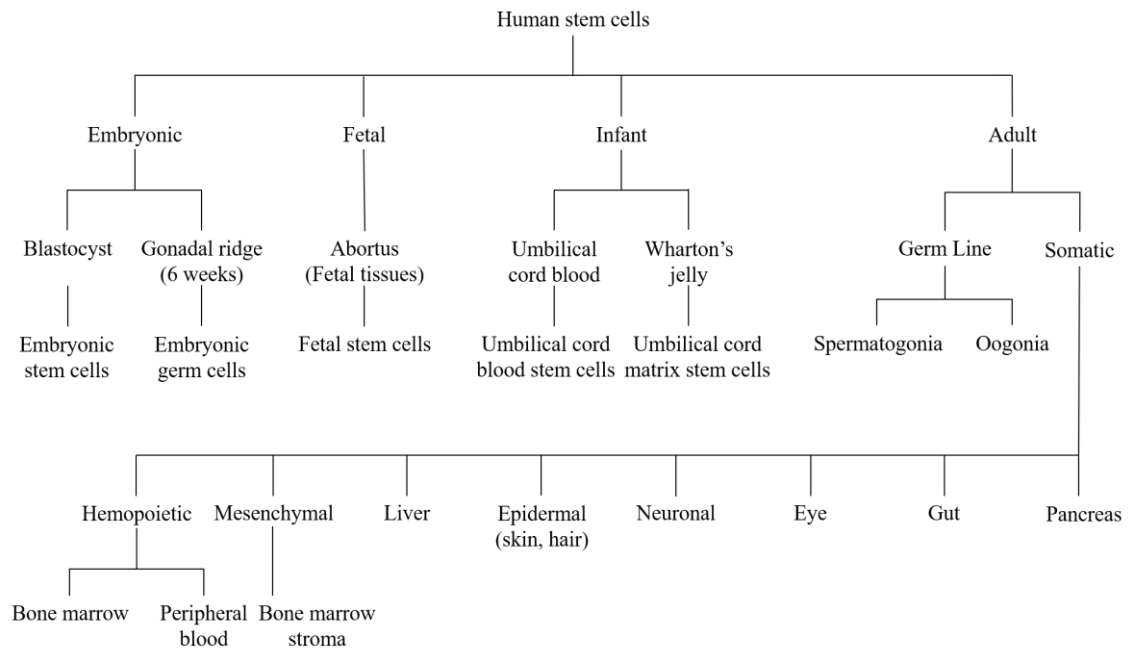 Human stem cells
Embryonic
Fetal
Infant
Adult
Blastocyst
Gonadal ridge
(6 weeks)
Abortus
(Fetal tissues)
Umbilical
cord blood
Wharton’s
jelly
Germ Line
Somatic
Embryonic
stem cells
Embryonic
germ cells
Fetal stem cells
Umbilical cord
blood stem cells
Umbilical cord
matrix stem cells
Spermatogonia
Oogonia
Hemopoietic
Mesenchymal
Liver
Epidermal
(skin, hair)
Neuronal
Eye
Gut
Pancreas
Bone marrow
Peripheral
blood
Bone marrow
stroma